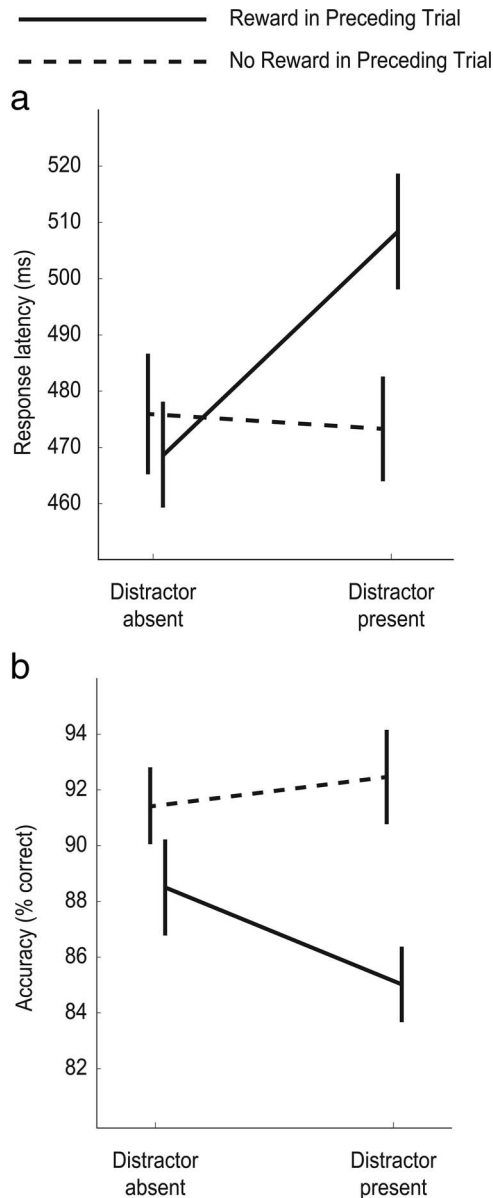 Reward in Preceding Trial
No Reward in Preceding Trial
a
Response latency (ms)
520
510
500
490
480
470
460
Distractor
absent
Distractor
present
b
Accuracy (% correct)
94
92
90
88
86
84
82
Distractor
absent
Distractor
present